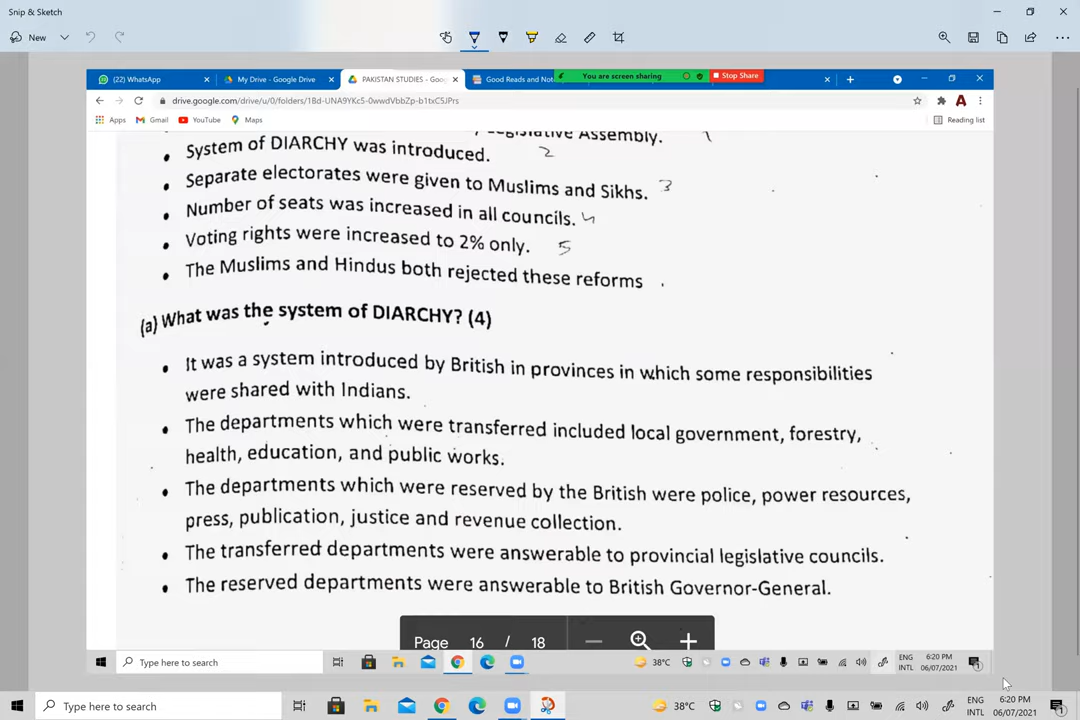 Snip & Sketch
New
(22) WhatsApp
My Drive - Google Drive
PAKISTAN STUDIES - Goo
Good Reads and Not
You are screen sharing
Stop Share
drive.google.com/drive/u/0/folders/1Bd-UNA9YKc5-0wwdVbbZp-b1txC5JPrs
Apps
Gmail
YouTube
Maps
Reading list
Legislative Assembly. 1
• System of DIARCHY was introduced. 2
• Separate electorates were given to Muslims and Sikhs. 3
• Number of seats was increased in all councils. 4
• Voting rights were increased to 2% only. 5
• The Muslims and Hindus both rejected these reforms .
(a) What was the system of DIARCHY? (4)
• It was a system introduced by British in provinces in which some responsibilities
were shared with Indians.
• The departments which were transferred included local government, forestry,
health, education, and public works.
• The departments which were reserved by the British were police, power resources,
press, publication, justice and revenue collection.
• The transferred departments were answerable to provincial legislative councils.
• The reserved departments were answerable to British Governor-General.
Page 16 / 18
Type here to search
38°C
ENG
INTL
6:20 PM
06/07/2021
Type here to search
38°C
ENG
INTL
6:20 PM
06/07/2021